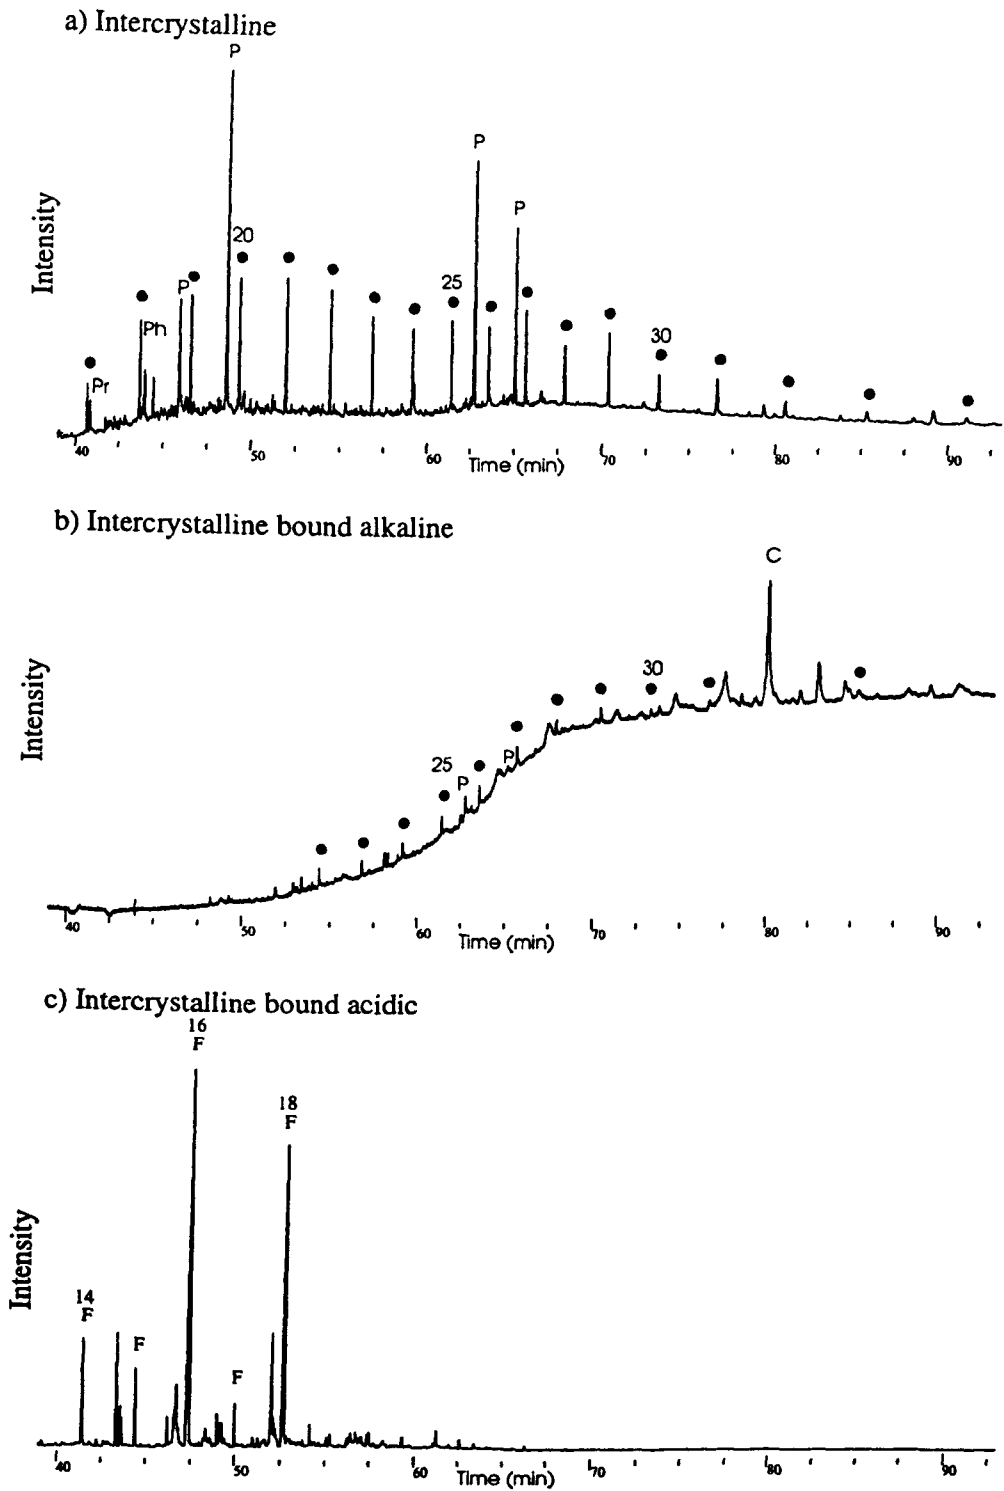 a) Intercrystalline
P
P
P
20
P
25
Ph
30
Pr
Intensity
40 50 60 70 80 90
Time (min)
b) Intercrystalline bound alkaline
C
30
25
P
P
Intensity
40 50 60 70 80 90
Time (min)
c) Intercrystalline bound acidic
16
F
18
F
14
F
F
F
Intensity
40 50 60 70 80 90
Time (min)